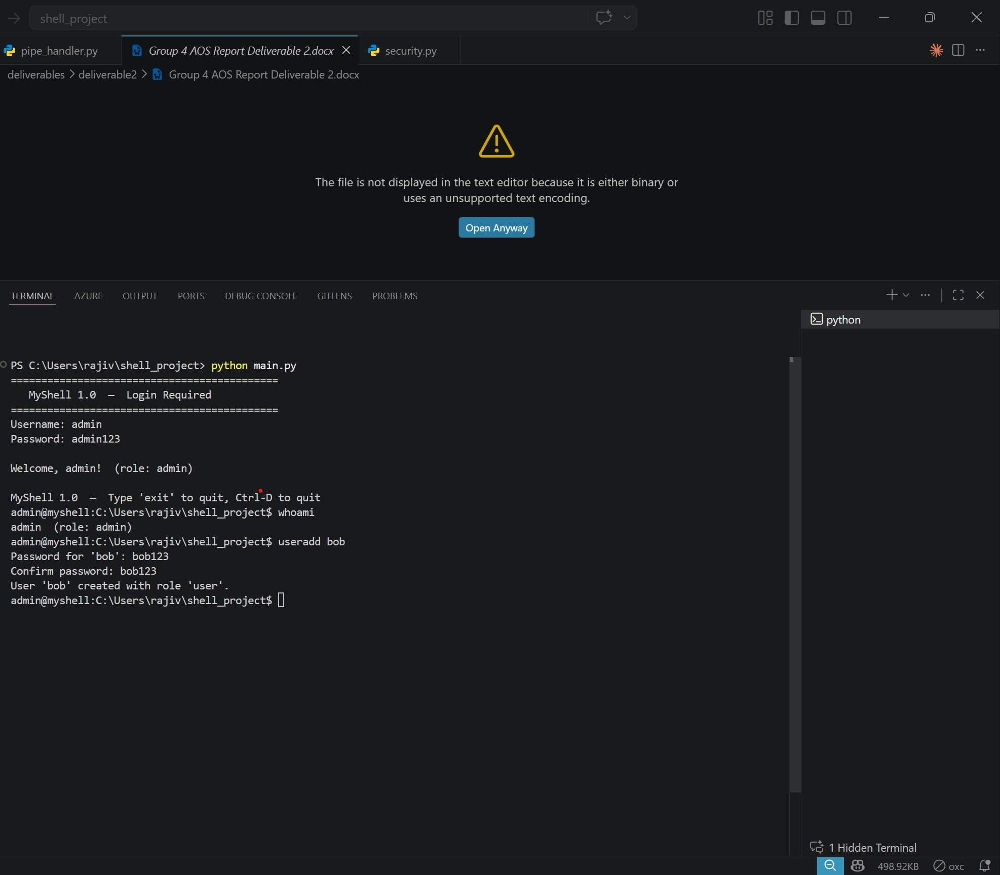 shell_project
pipe_handler.py
Group 4 AOS Report Deliverable 2.docx
security.py
deliverables > deliverable2 > Group 4 AOS Report Deliverable 2.docx
The file is not displayed in the text editor because it is either binary or
uses an unsupported text encoding.
Open Anyway
TERMINAL AZURE OUTPUT PORTS DEBUG CONSOLE GITLENS PROBLEMS
python
PS C:\Users\rajiv\shell_project> python main.py
============================================
MyShell 1.0 — Login Required
============================================
Username: admin
Password: admin123
Welcome, admin! (role: admin)
MyShell 1.0 — Type 'exit' to quit, Ctrl-D to quit
admin@myshell:C:\Users\rajiv\shell_project$ whoami
admin (role: admin)
admin@myshell:C:\Users\rajiv\shell_project$ useradd bob
Password for 'bob': bob123
Confirm password: bob123
User 'bob' created with role 'user'.
admin@myshell:C:\Users\rajiv\shell_project$
1 Hidden Terminal
498.92KB
oxc